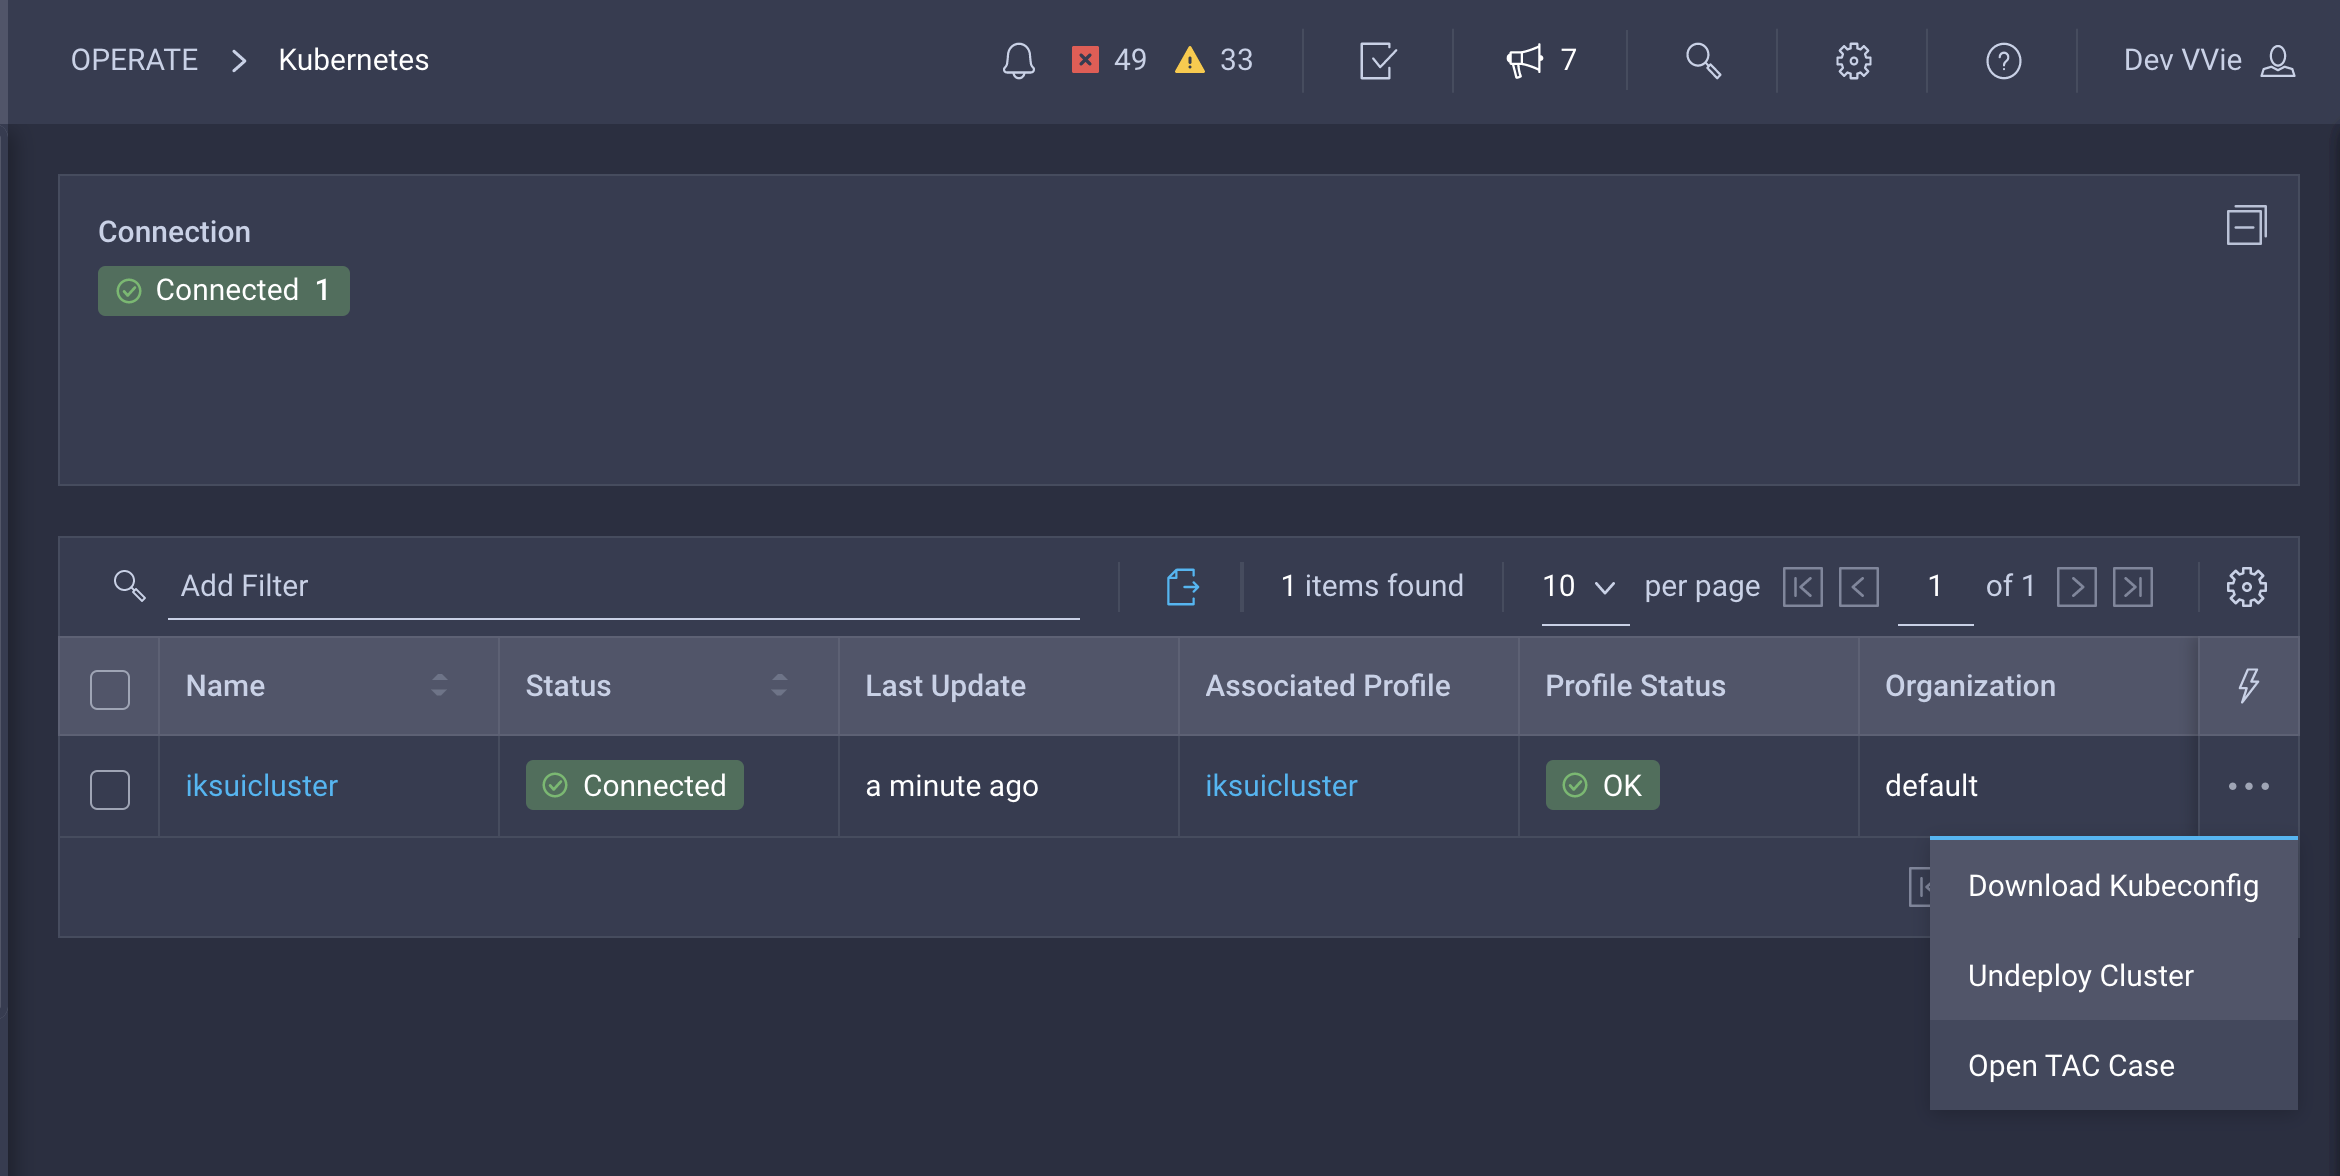 OPERATE > Kubernetes 49 33 7 Dev VVie
Connection
Connected 1
Add Filter 1 items found 10 per page 1 of 1
Name Status Last Update Associated Profile Profile Status Organization
iksuicluster Connected a minute ago iksuicluster OK default
Download Kubeconfig
Undeploy Cluster
Open TAC Case